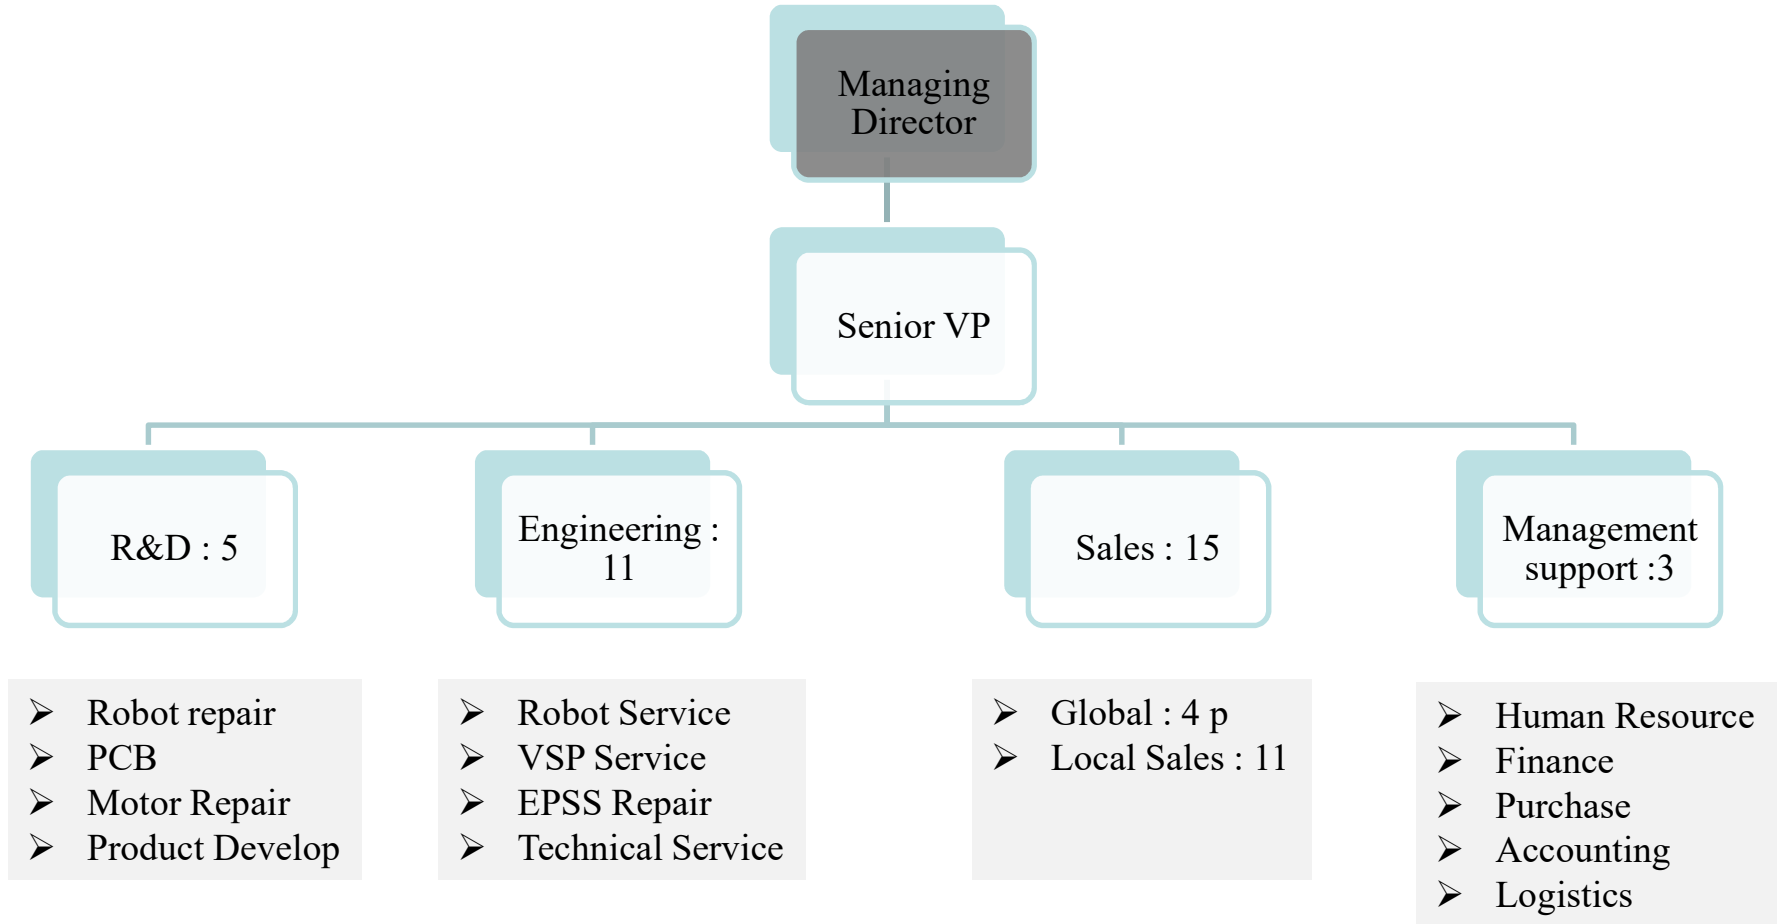 Managing
Director
Senior VP
R&D : 5
Engineering :
11
Sales : 15
Management
support :3
➢ Robot repair
➢ PCB
➢ Motor Repair
➢ Product Develop
➢ Robot Service
➢ VSP Service
➢ EPSS Repair
➢ Technical Service
➢ Global : 4 p
➢ Local Sales : 11
➢ Human Resource
➢ Finance
➢ Purchase
➢ Accounting
➢ Logistics